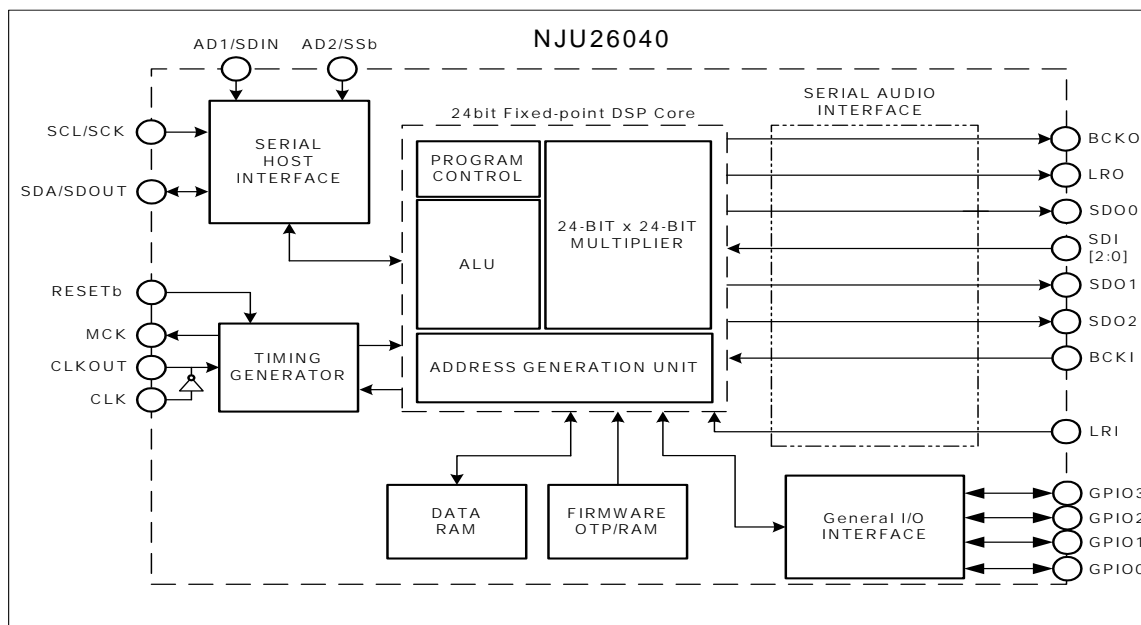 NJU26040
AD1/SDIN
AD2/SSb
SERIAL AUDIO
INTERFACE
24bit Fixed-point DSP Core
SCL/SCK
SERIAL
HOST
INTERFACE
SDA/SDOUT
PROGRAM
CONTROL
24-BIT x 24-BIT
MULTIPLIER
ALU
BCKO
LRO
SDO0
SDI
[2:0]
SDO1
SDO2
BCKI
LRI
RESETb
MCK
CLKOUT
CLK
TIMING
GENERATOR
ADDRESS GENERATION UNIT
DATA
RAM
FIRMWARE
OTP/RAM
General I/O
INTERFACE
GPIO3
GPIO2
GPIO1
GPIO0